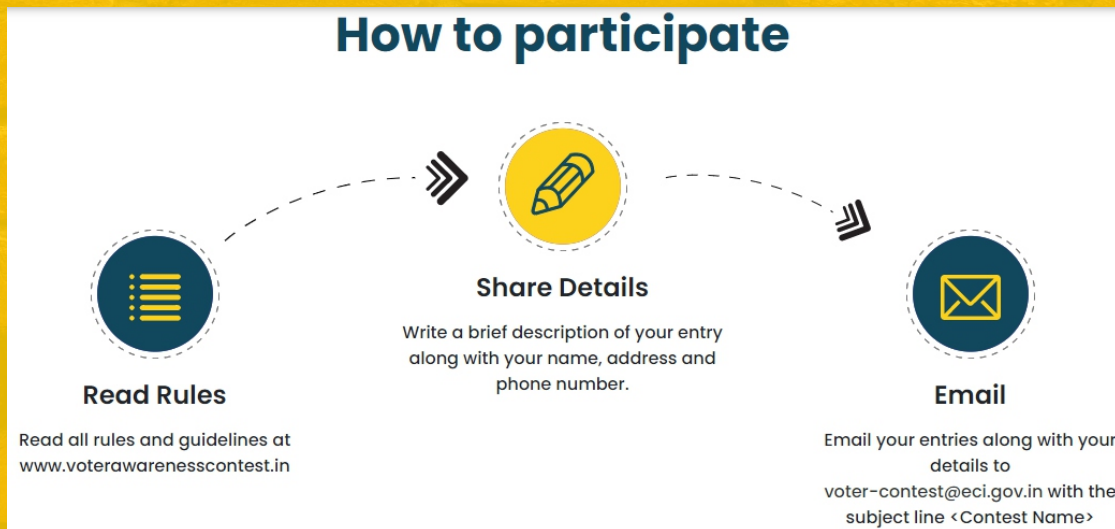 How to participate
Read Rules
Read all rules and guidelines at
www.voterawarenesscontest.in
Share Details
Write a brief description of your entry
along with your name, address and
phone number.
Email
Email your entries along with your
details to
voter-contest@eci.gov.in with the
subject line <Contest Name>